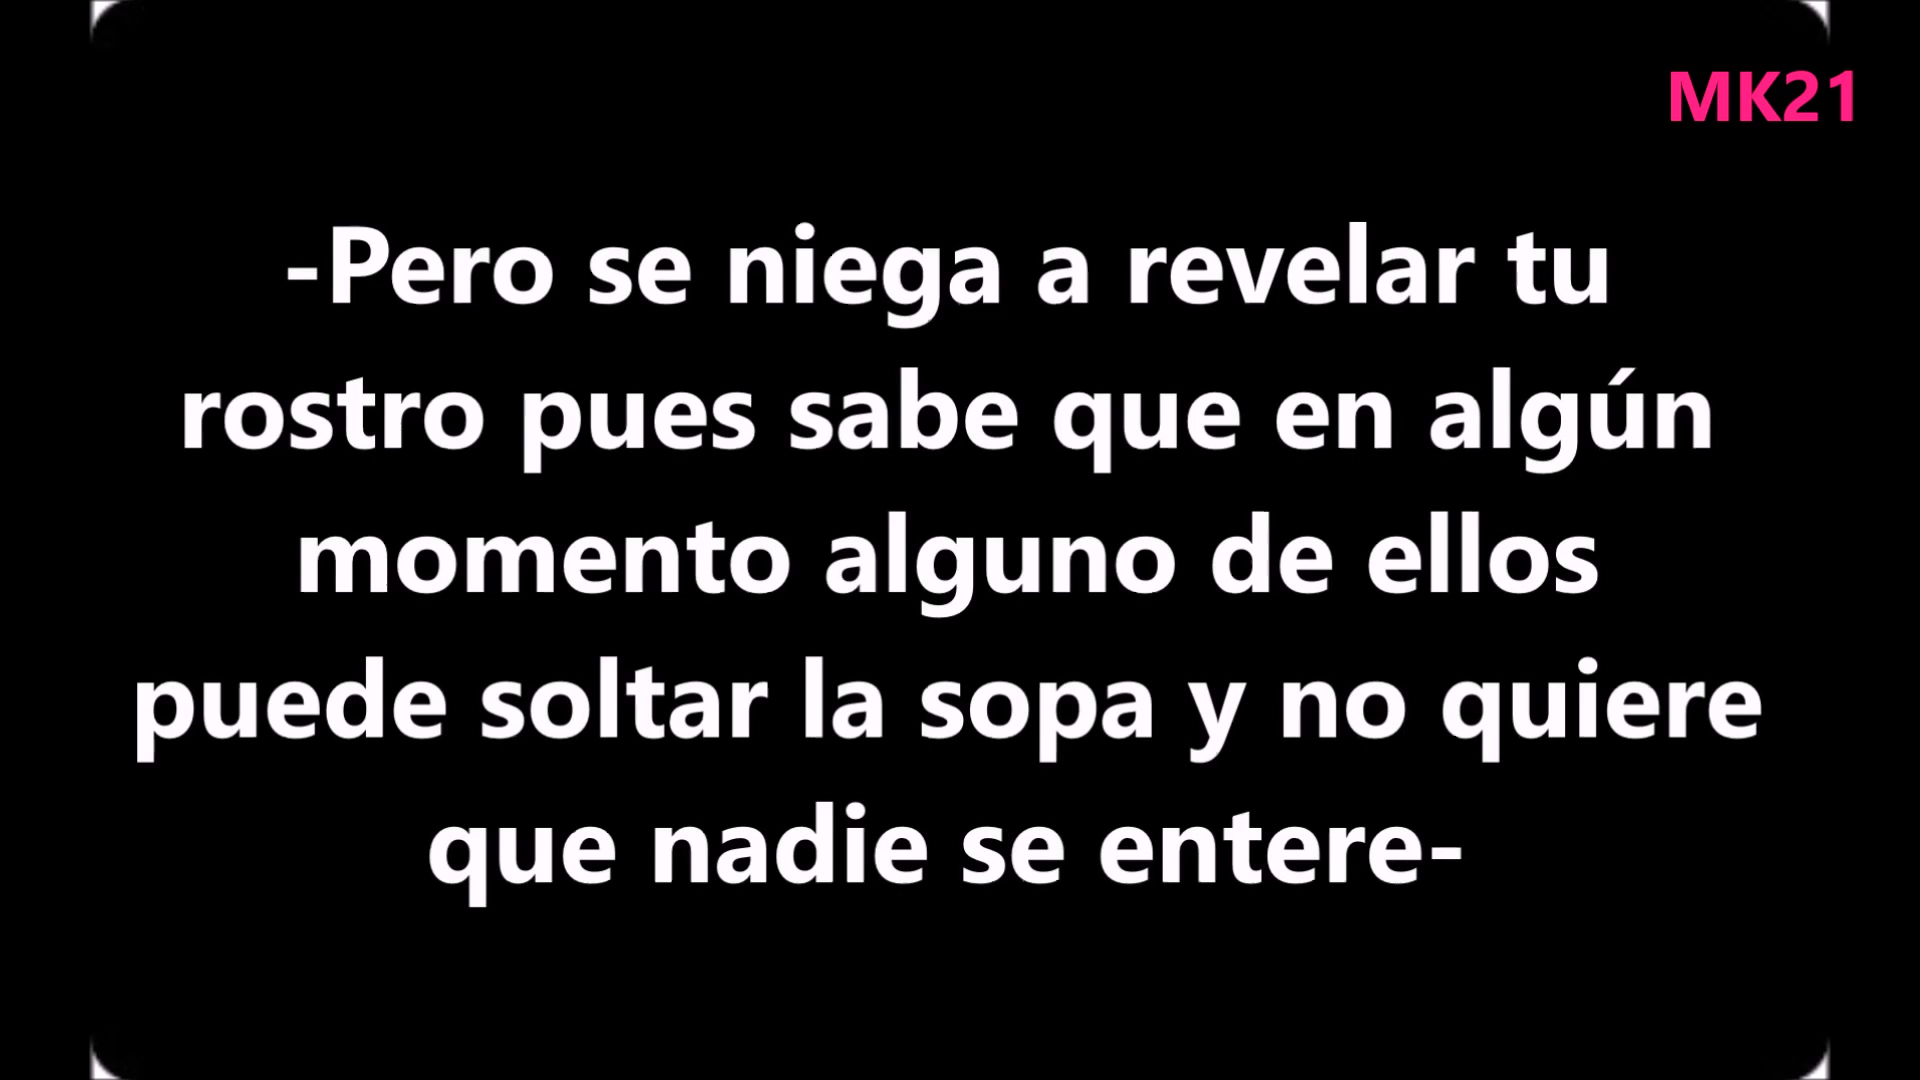 MK21
-Pero se niega a revelar tu
rostro pues sabe que en algún
momento alguno de ellos
puede soltar la sopa y no quiere
que nadie se entere-